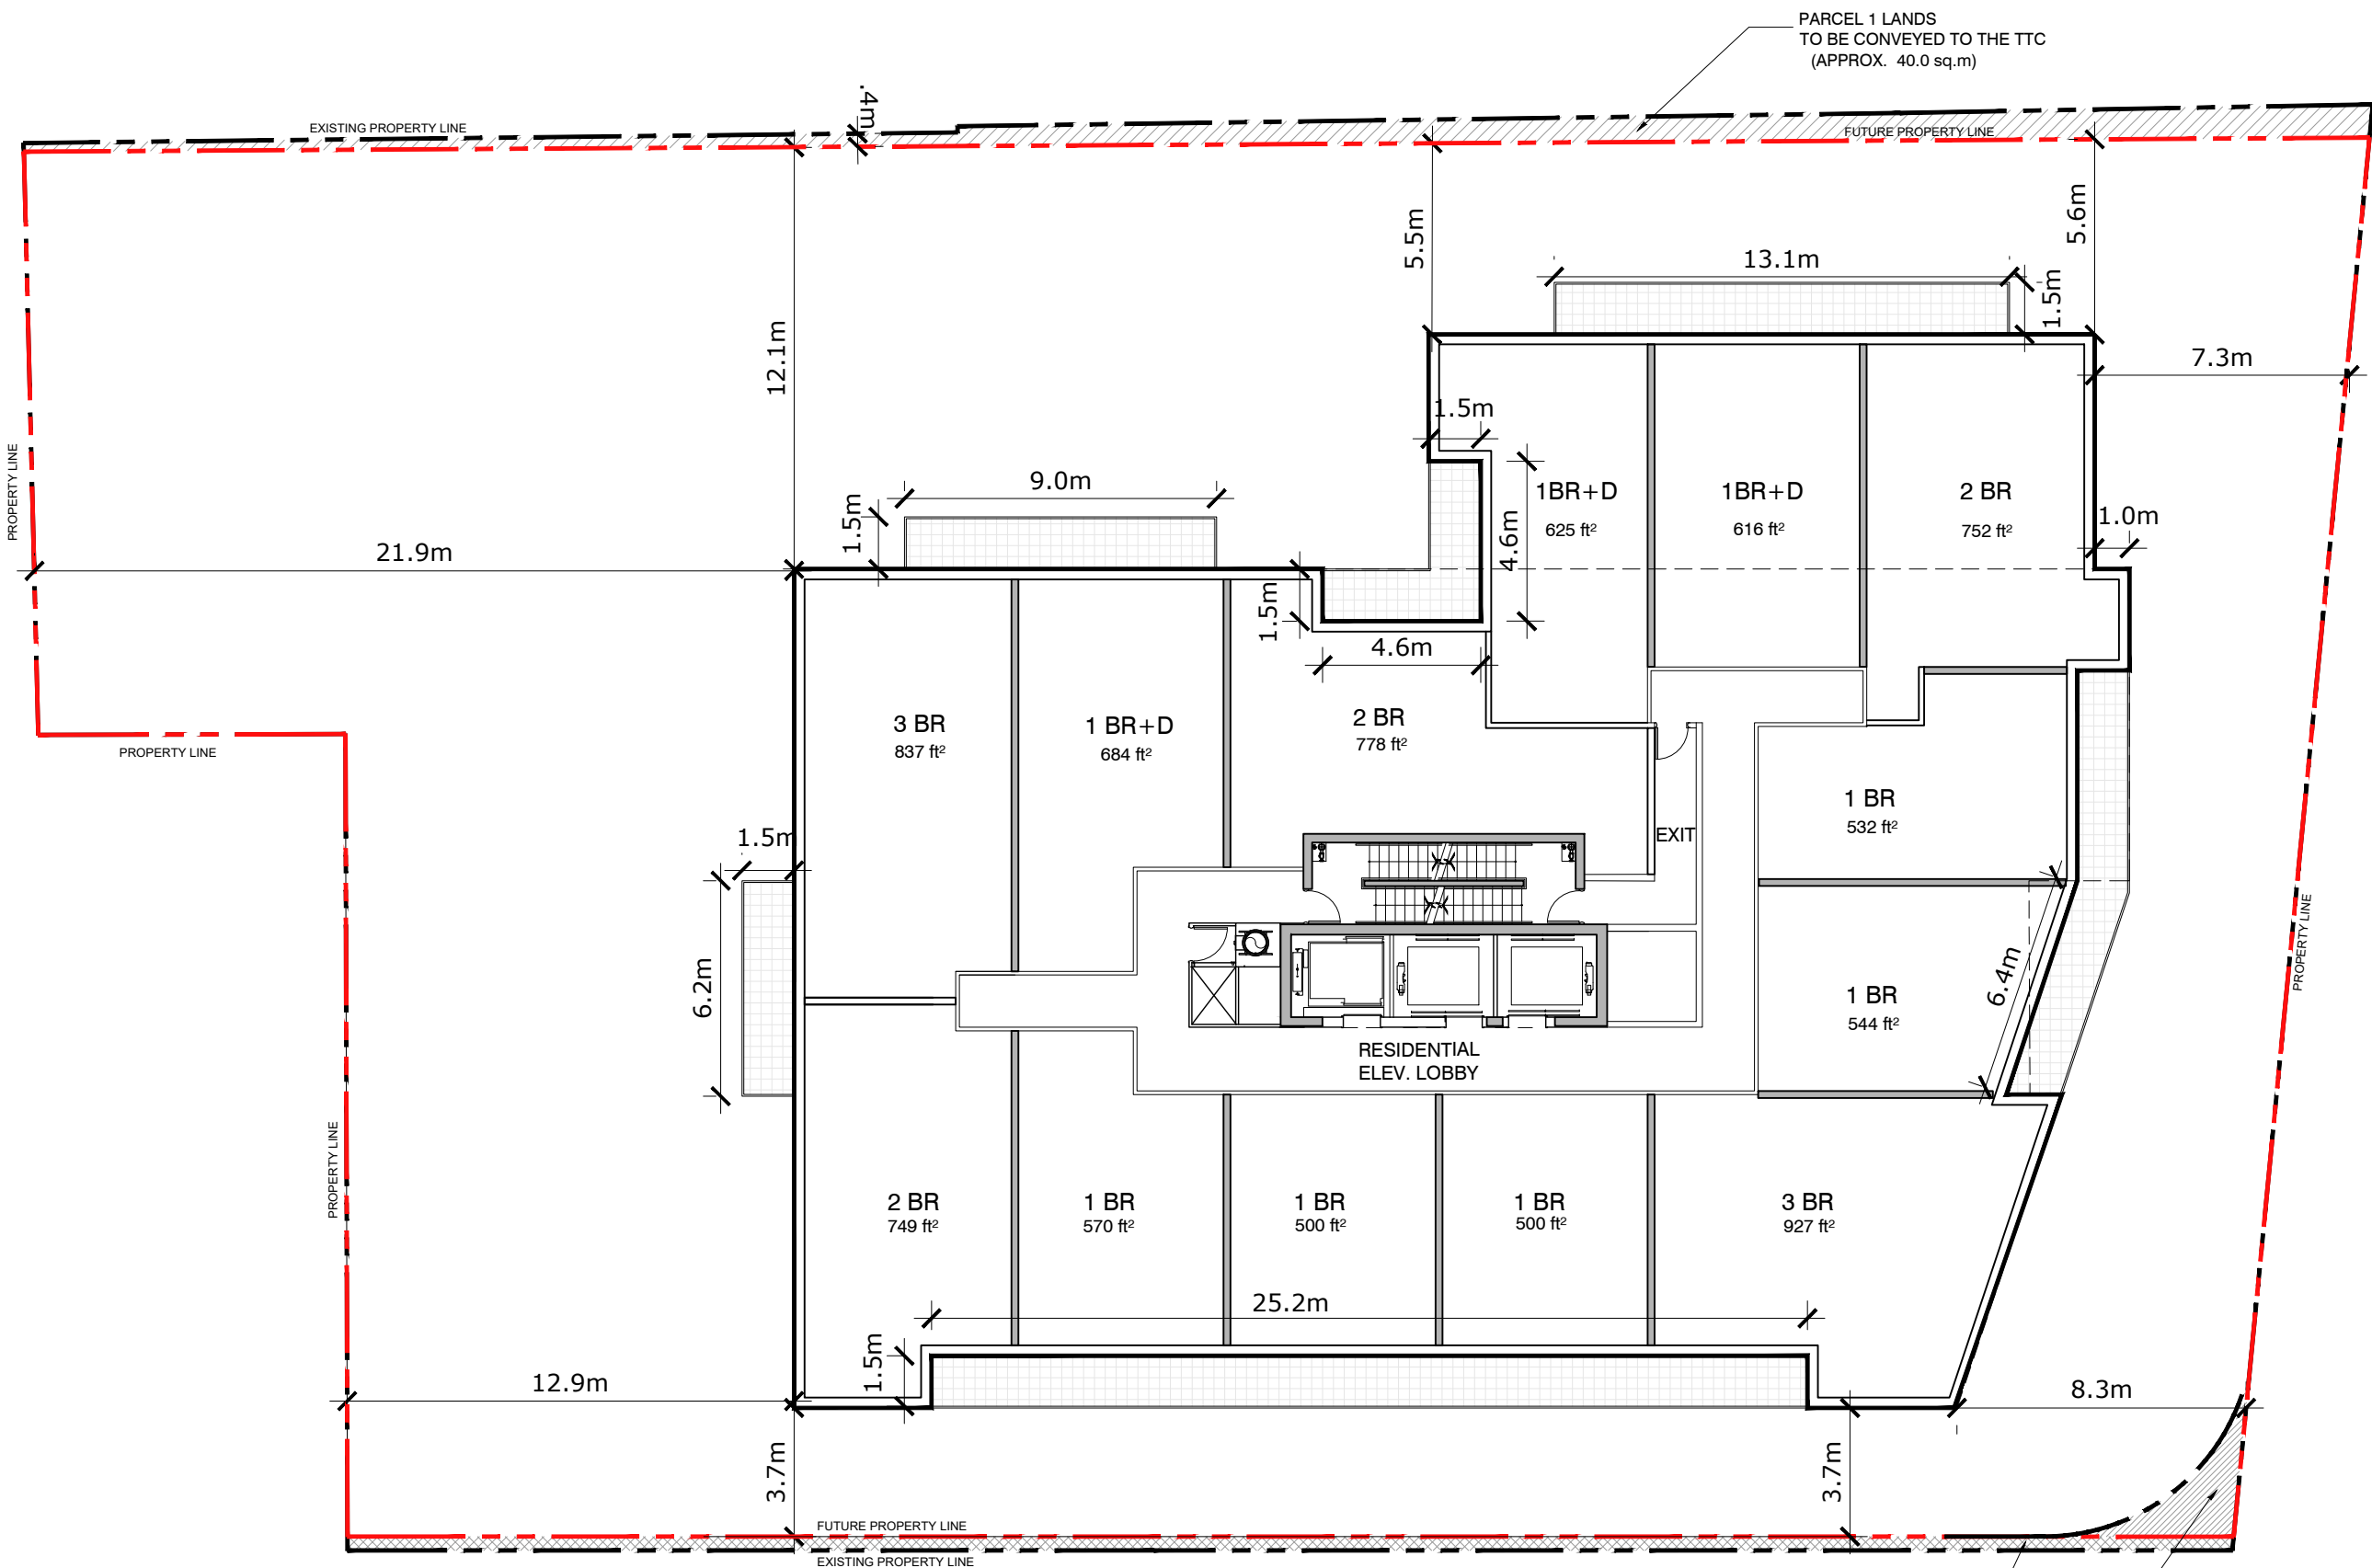 PARCEL 1 LANDS
TO BE CONVEYED TO THE TTC
(APPROX. 40.0 sq.m)
.4m
EXISTING PROPERTY LINE
FUTURE PROPERTY LINE
5.5m
5.6m
13.1m
1.5m
12.1m
7.3m
1.5m
PROPERTY LINE
9.0m
1.5m
1BR+D
625 ft²
1BR+D
616 ft²
2 BR
752 ft²
1.0m
21.9m
4.6m
1.5m
4.6m
3 BR
837 ft²
1 BR+D
684 ft²
2 BR
778 ft²
PROPERTY LINE
1 BR
532 ft²
1.5m
EXIT
PROPERTY LINE
6.2m
6.4m
1 BR
544 ft²
RESIDENTIAL
ELEV. LOBBY
PROPERTY LINE
2 BR
749 ft²
1 BR
570 ft²
1 BR
500 ft²
1 BR
500 ft²
3 BR
927 ft²
25.2m
1.5m
12.9m
8.3m
3.7m
3.7m
FUTURE PROPERTY LINE
EXISTING PROPERTY LINE